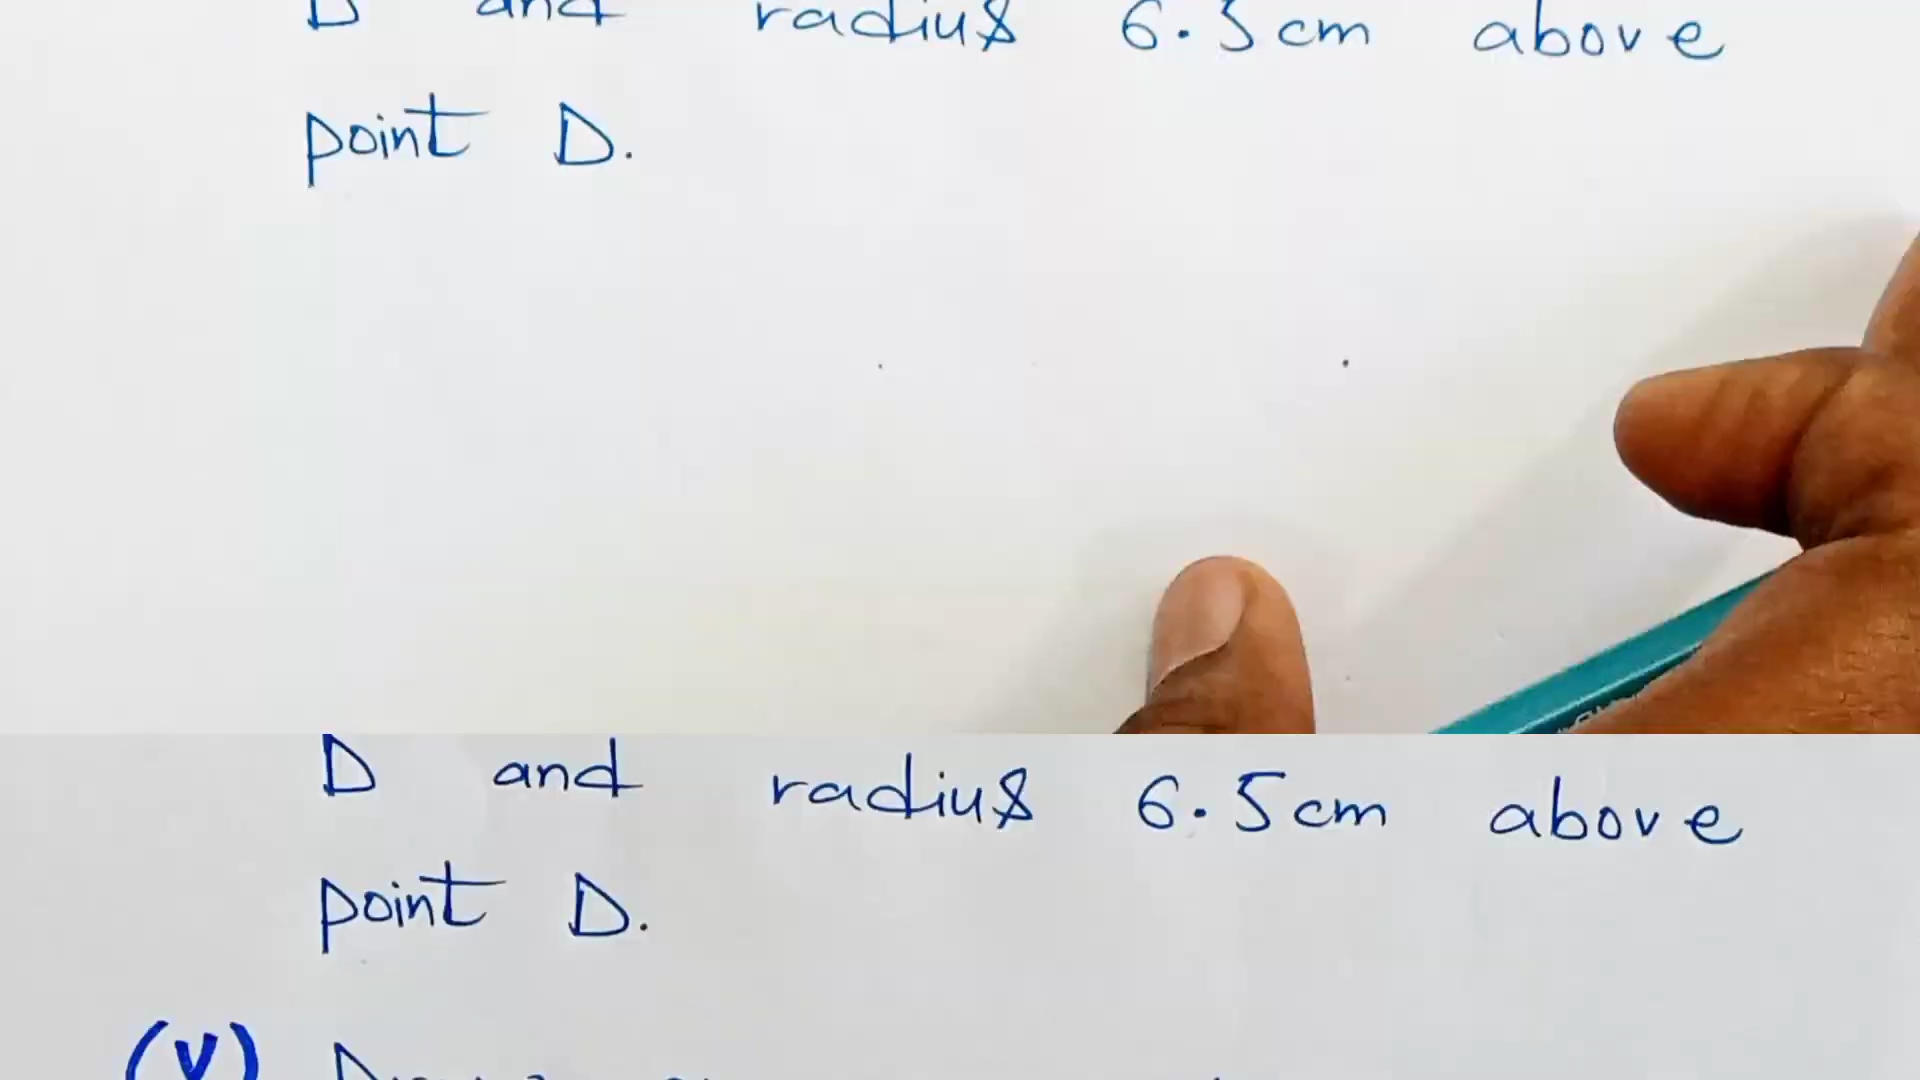 D and radius 6.5cm above
point D.
D and radius 6.5cm above
point D.
(v)